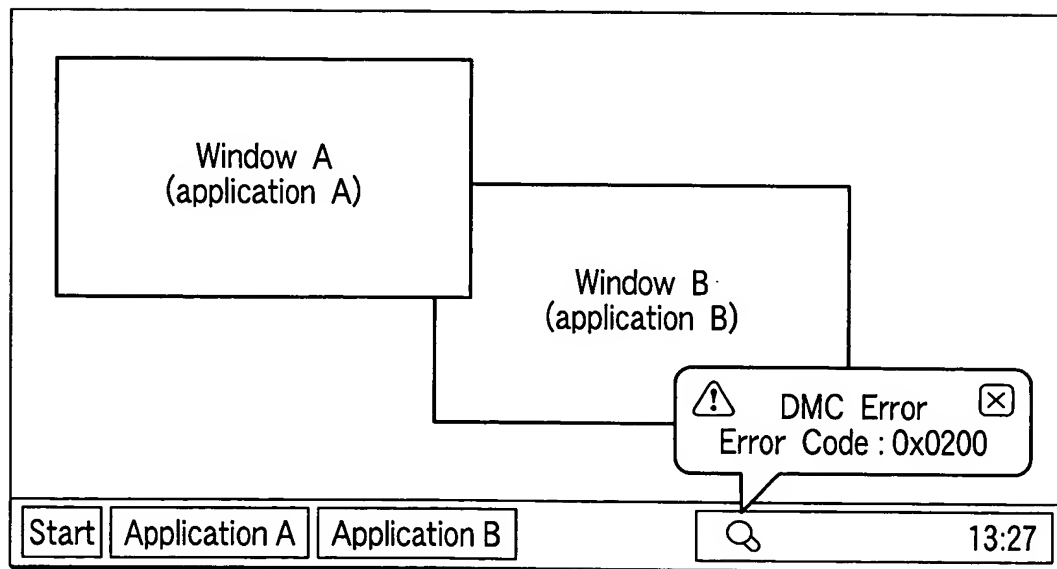 Window A
(application A)
Window B
(application B)
DMC Error
Error Code : 0x0200
Start
Application A
Application B
13:27